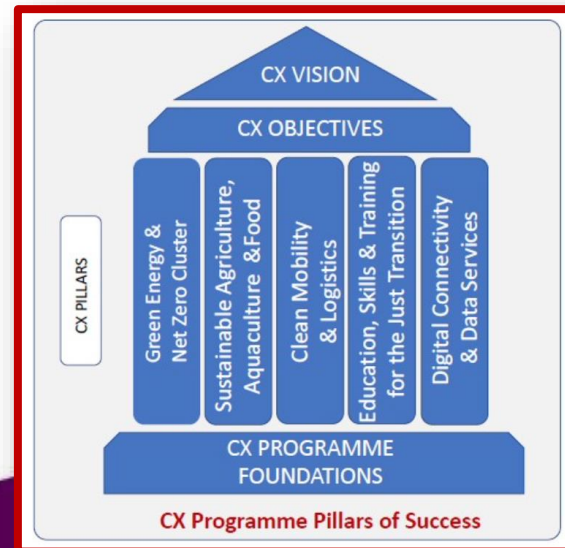 CX VISION
CX OBJECTIVES
CX PILLARS
Green Energy &
Net Zero Cluster
Sustainable Agriculture,
Aquaculture &Food
Clean Mobility
& Logistics
Education, Skills & Training
for the Just Transition
Digital Connectivity
& Data Services
CX PROGRAMME
FOUNDATIONS
CX Programme Pillars of Success